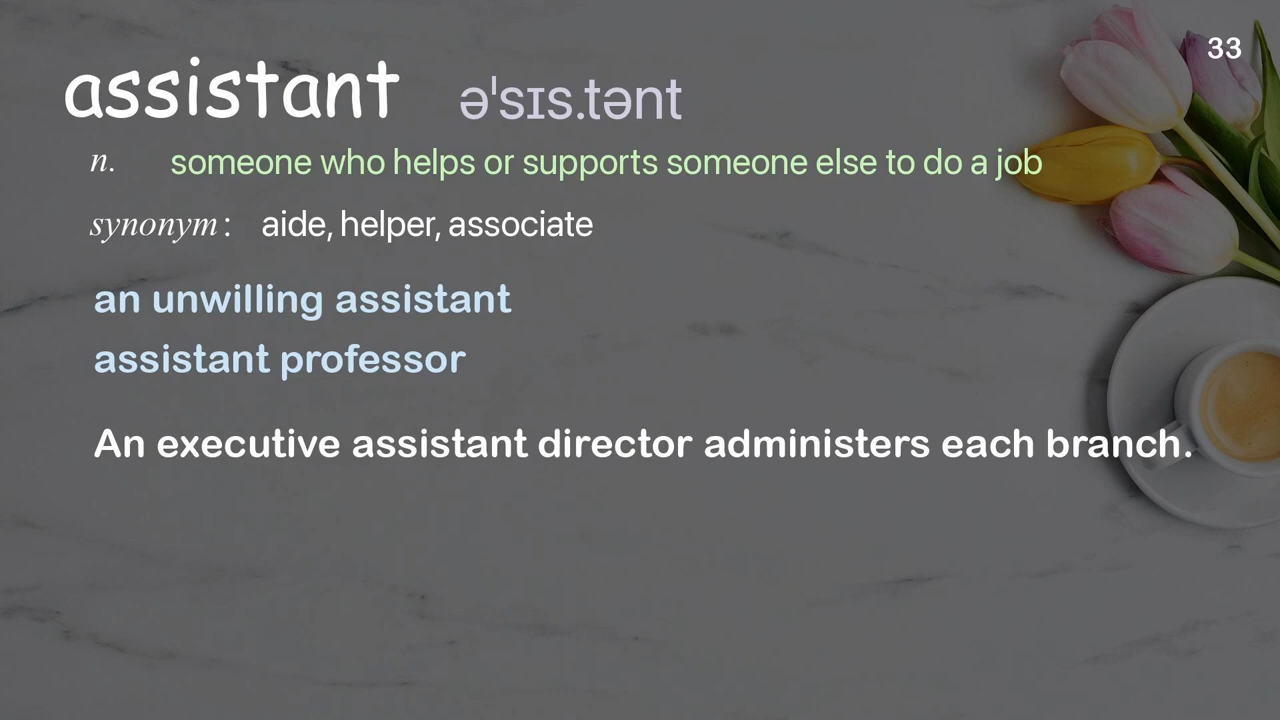 33
assistant əˈsɪs.tənt
n. someone who helps or supports someone else to do a job
synonym: aide, helper, associate
an unwilling assistant
assistant professor
An executive assistant director administers each branch.